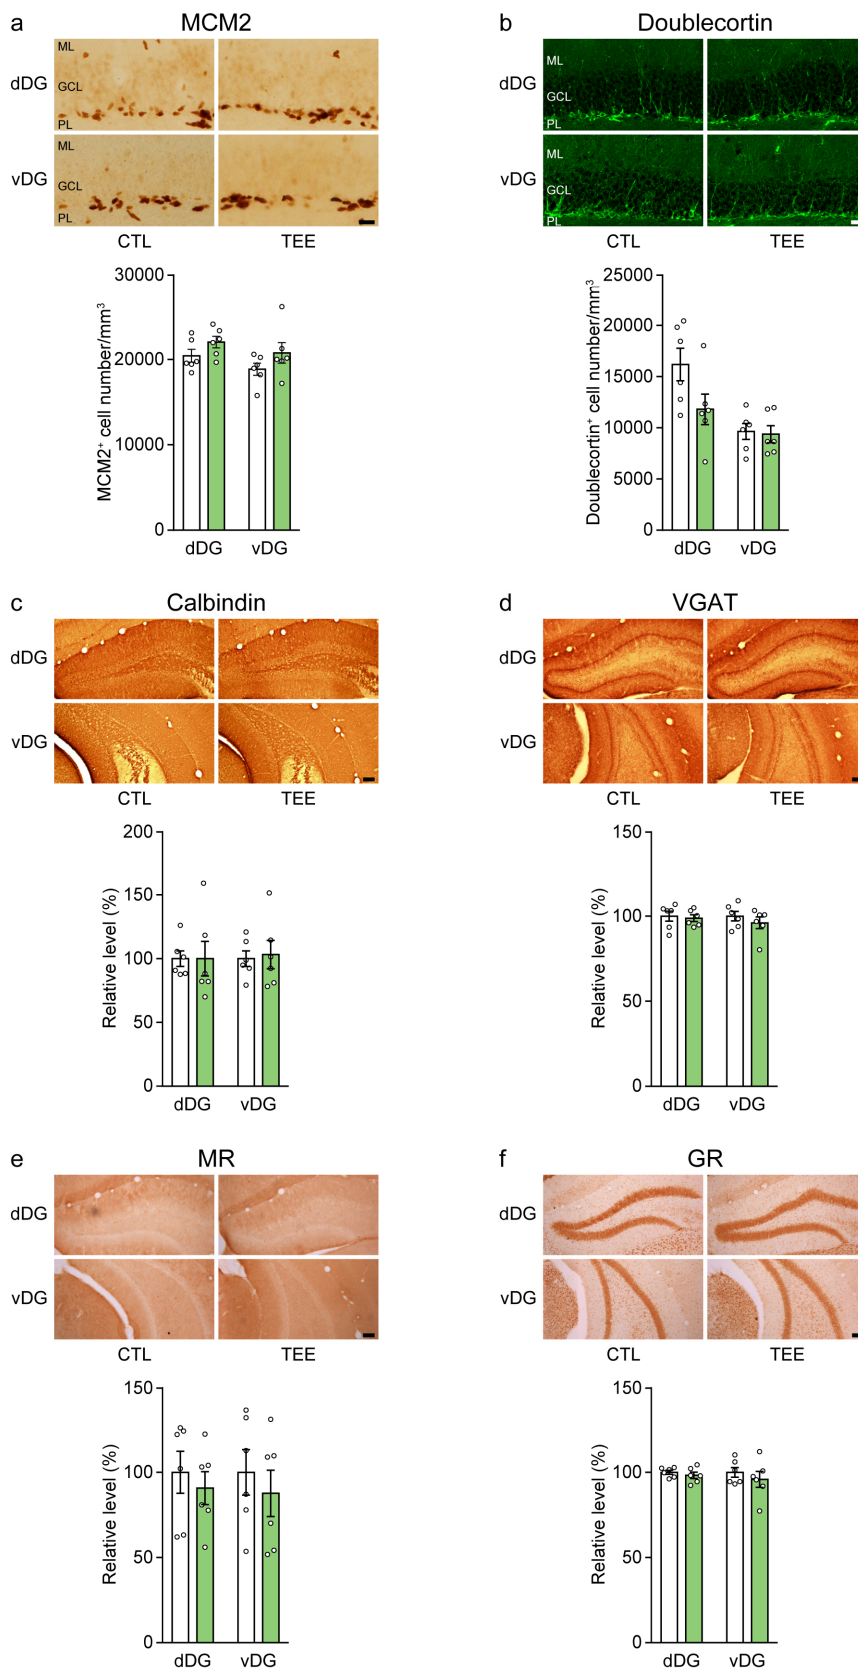 a MCM2
dDG
ML
GCL
PL
vDG
ML
GCL
PL
CTL TEE
MCM2⁺ cell number/mm³
30000
20000
10000
0
dDG vDG
b Doublecortin
dDG
ML
GCL
PL
vDG
ML
GCL
PL
CTL TEE
Doublecortin⁺ cell number/mm³
25000
20000
15000
10000
5000
0
dDG vDG
c Calbindin
dDG
vDG
CTL TEE
Relative level (%)
200
150
100
50
0
dDG vDG
d VGAT
dDG
vDG
CTL TEE
Relative level (%)
150
100
50
0
dDG vDG
e MR
dDG
vDG
CTL TEE
Relative level (%)
150
100
50
0
dDG vDG
f GR
dDG
vDG
CTL TEE
Relative level (%)
150
100
50
0
dDG vDG